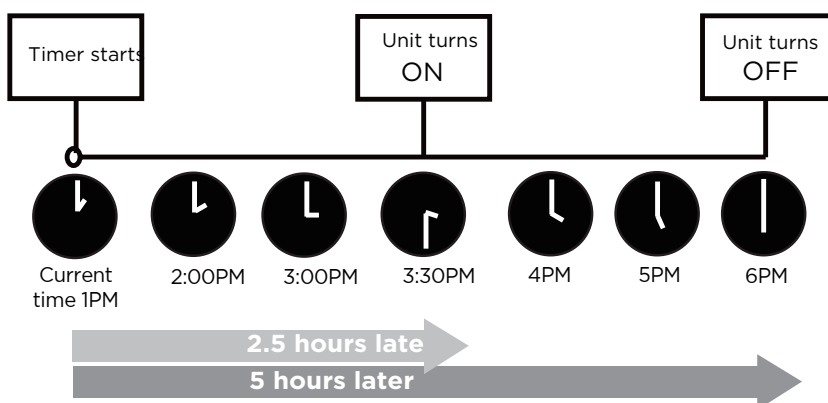 Timer starts
Unit turns
ON
Unit turns
OFF
Current
time 1PM
2:00PM
3:00PM
3:30PM
4PM
5PM
6PM
2.5 hours late
5 hours later